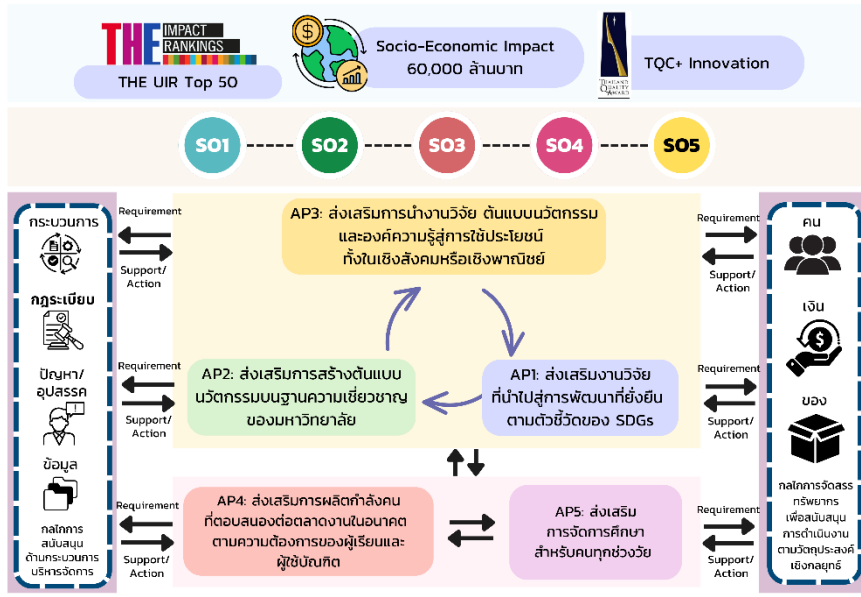 THE IMPACT
RANKINGS
THE UIR Top 50
Socio-Economic Impact
60,000 ล้านบาท
THAILAND
QUALITY
AWARD
TQC+ Innovation
SO1
SO2
SO3
SO4
SO5
กระบวนการ
กฎระเบียบ
ปัญหา/
อุปสรรค
ข้อมูล
กลไกการ
สนับสนุน
ด้านกระบวนการ
บริหารจัดการ
Requirement
Support/
Action
Requirement
Support/
Action
Requirement
Support/
Action
AP3: ส่งเสริมการนำงานวิจัย ต้นแบบนวัตกรรม
และองค์ความรู้สู่การใช้ประโยชน์
ทั้งในเชิงสังคมหรือเชิงพาณิชย์
AP2: ส่งเสริมการสร้างต้นแบบ
นวัตกรรมบนฐานความเชี่ยวชาญ
ของมหาวิทยาลัย
AP1: ส่งเสริมงานวิจัย
ที่นำไปสู่การพัฒนาที่ยั่งยืน
ตามตัวชี้วัดของ SDGs
AP4: ส่งเสริมการผลิตกำลังคน
ที่ตอบสนองต่อตลาดงานในอนาคต
ตามความต้องการของผู้เรียนและ
ผู้ใช้บัณฑิต
AP5: ส่งเสริม
การจัดการศึกษา
สำหรับคนทุกช่วงวัย
Requirement
Support/
Action
Requirement
Support/
Action
Requirement
Support/
Action
คน
เงิน
ของ
กลไกการจัดสรร
ทรัพยากร
เพื่อสนับสนุน
การดำเนินงาน
ตามวัตถุประสงค์
เชิงกลยุทธ์